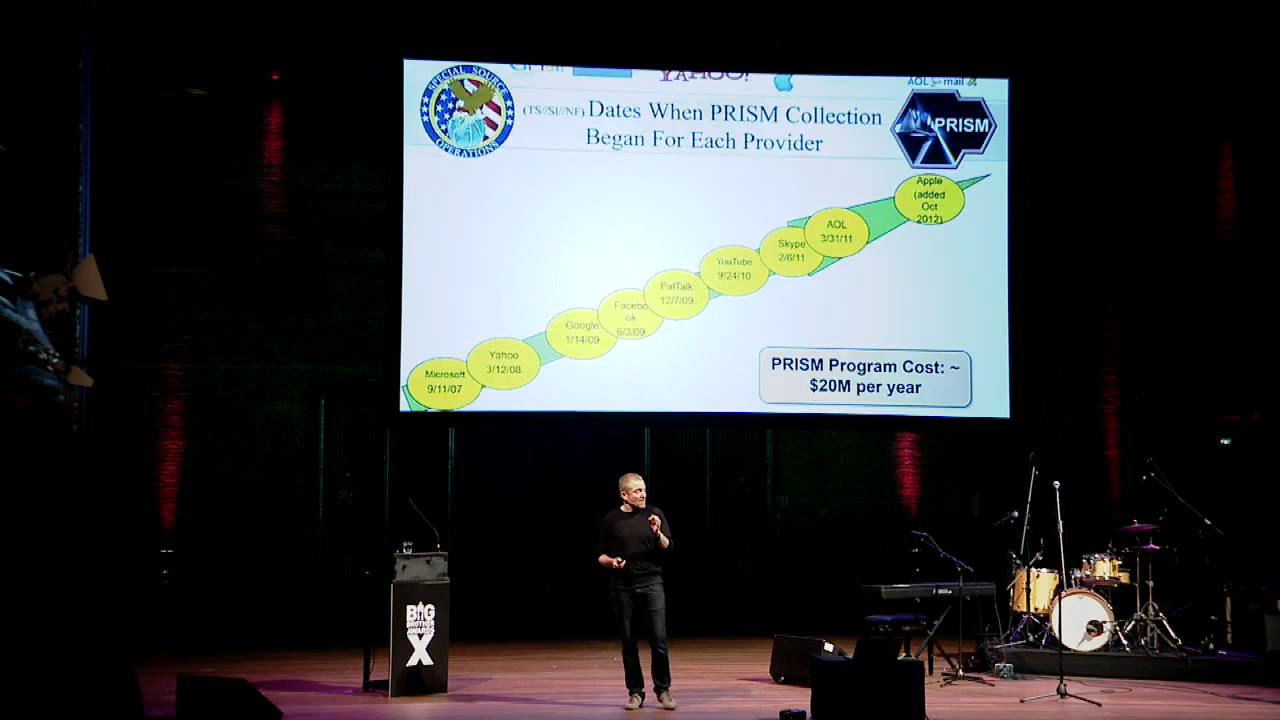 YAHOO!
AOL mail
SPECIAL SOURCE
OPERATIONS
(TS//SI//NF) Dates When PRISM Collection
Began For Each Provider
PRISM
Apple
(added
Oct
2012)
AOL
3/31/11
Skype
2/6/11
YouTube
9/24/10
PalTalk
12/7/09
Facebo
ok
6/3/09
Google
1/14/09
Yahoo
3/12/08
Microsoft
9/11/07
PRISM Program Cost: ~
$20M per year
BIG
BROTHER
AWARDS
X